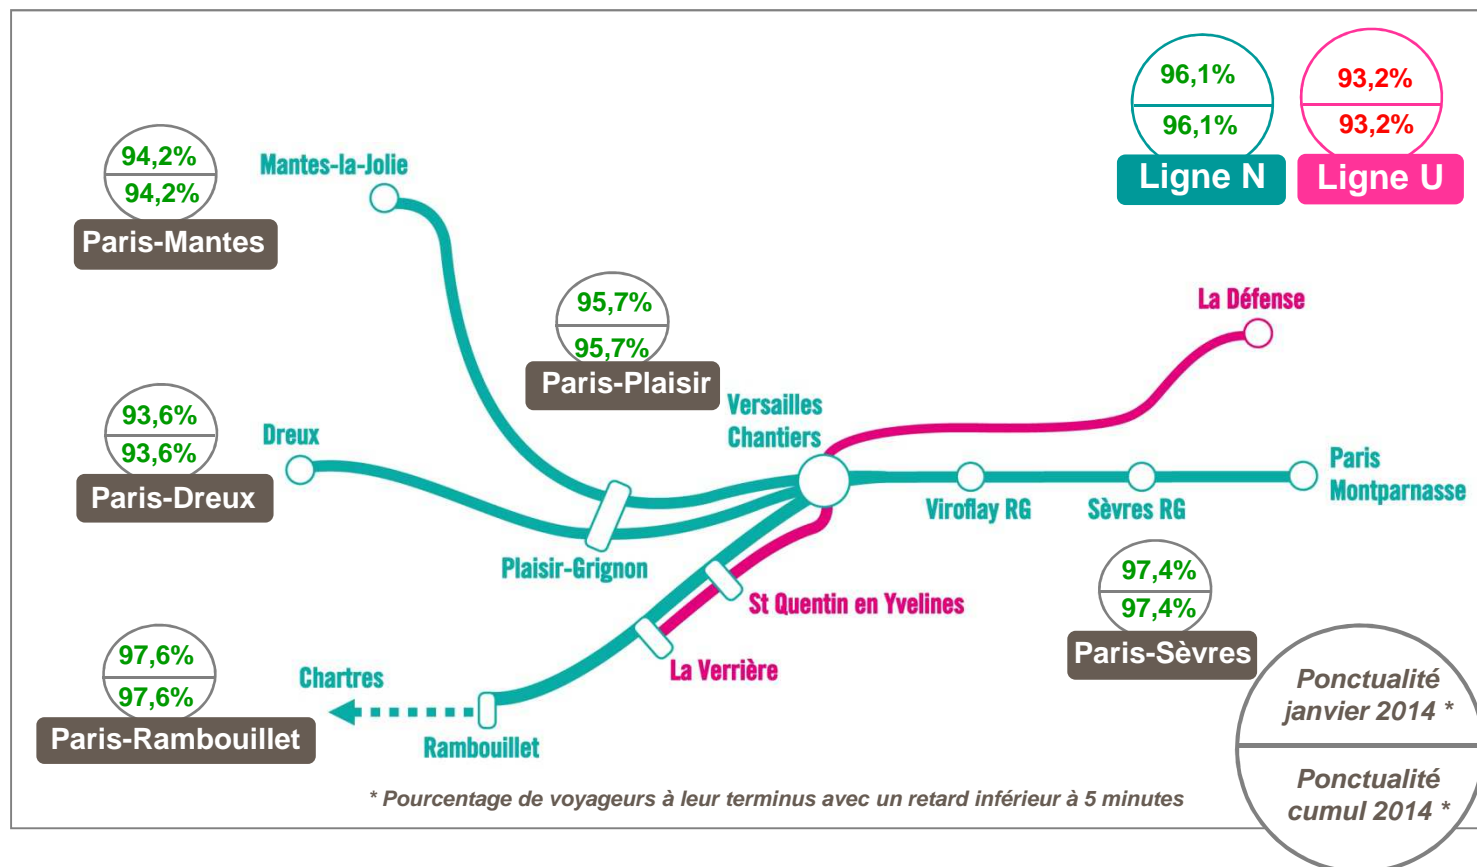 96,1%
96,1%
Ligne N
93,2%
93,2%
Ligne U
94,2%
94,2%
Paris-Mantes
Mantes-la-Jolie
95,7%
95,7%
Paris-Plaisir
La Défense
93,6%
93,6%
Paris-Dreux
Dreux
Versailles
Chantiers
Paris
Montparnasse
Viroflay RG
Sèvres RG
Plaisir-Grignon
St Quentin en Yvelines
97,4%
97,4%
Paris-Sèvres
La Verrière
97,6%
97,6%
Paris-Rambouillet
Chartres
Rambouillet
Ponctualité
janvier 2014 *
Ponctualité
cumul 2014 *
* Pourcentage de voyageurs à leur terminus avec un retard inférieur à 5 minutes